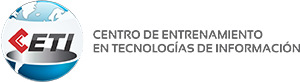 CETI
CENTRO DE ENTRENAMIENTO
EN TECNOLOGÍAS DE INFORMACIÓN